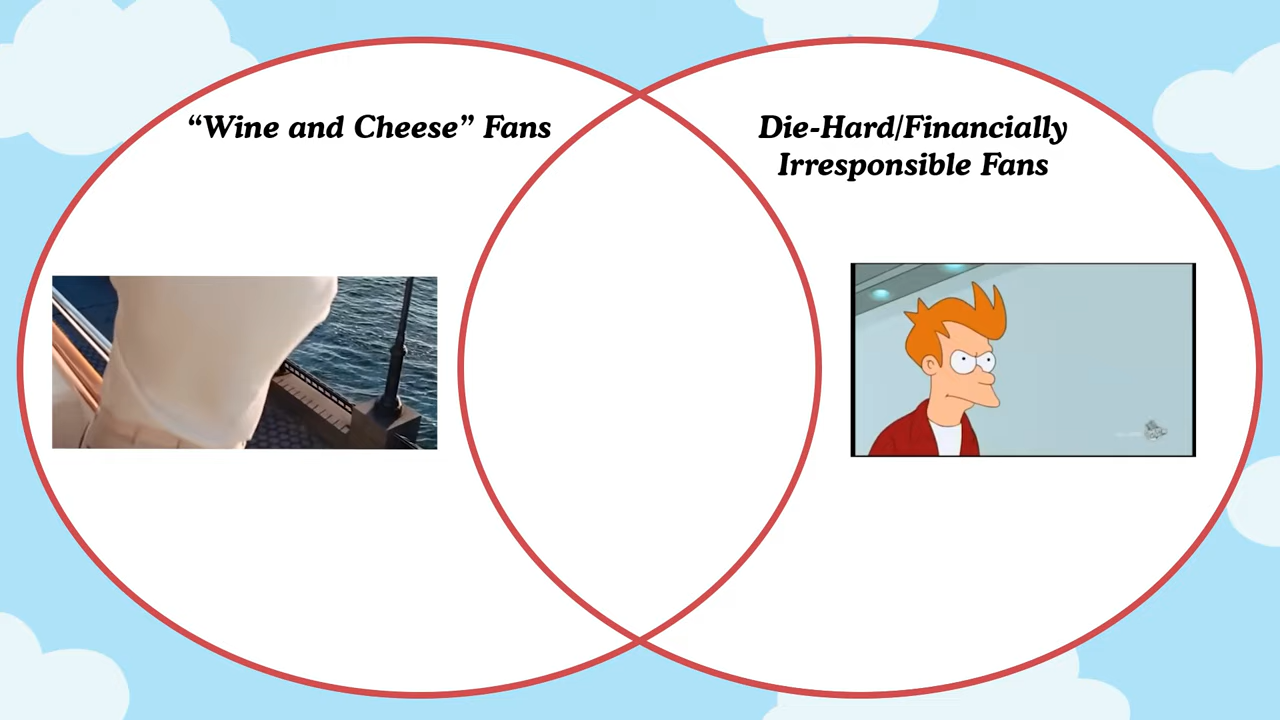 “Wine and Cheese” Fans
Die-Hard/Financially
Irresponsible Fans